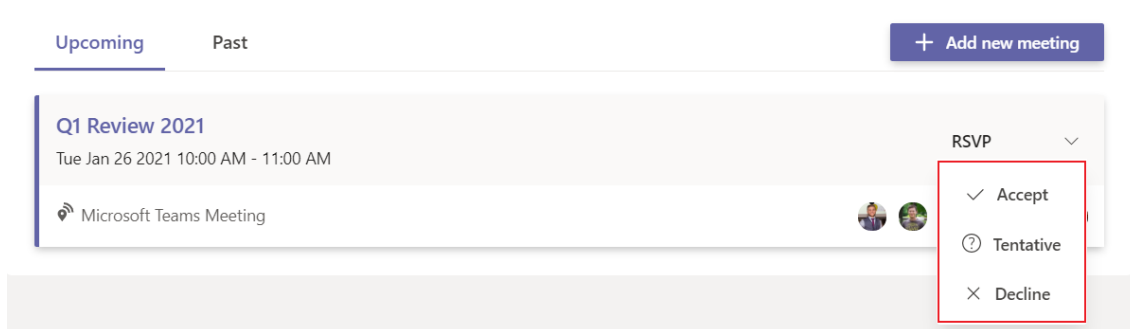 Upcoming Past Add new meeting
Q1 Review 2021
Tue Jan 26 2021 10:00 AM - 11:00 AM
RSVP
Microsoft Teams Meeting
Accept
Tentative
Decline